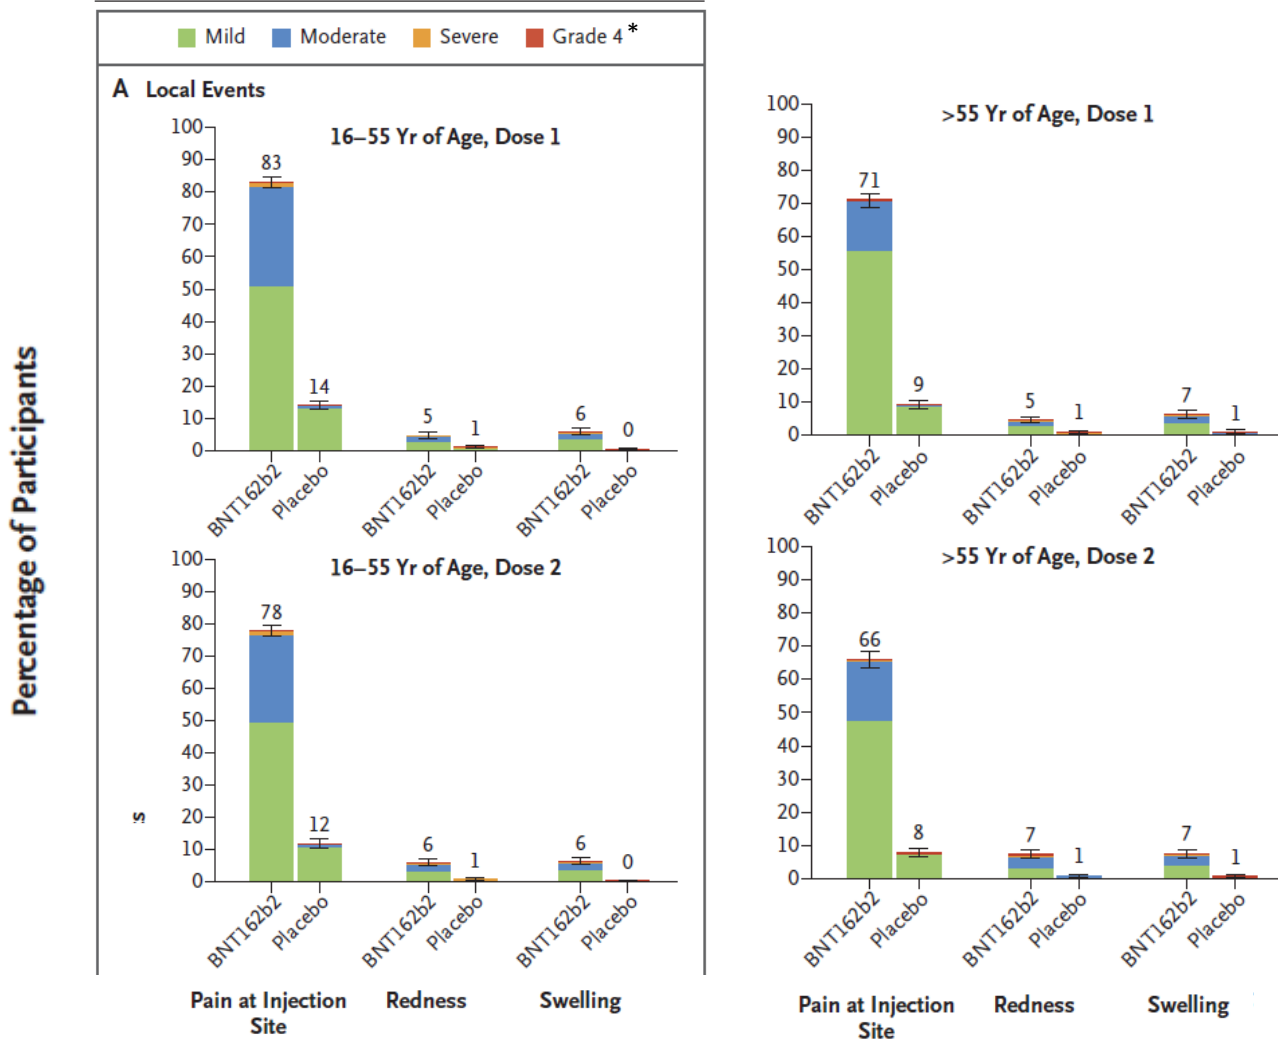 Mild Moderate Severe Grade 4 *
A Local Events
Percentage of Participants
16–55 Yr of Age, Dose 1
100
90
80
70
60
50
40
30
20
10
0
83
14
5
1
6
0
BNT162b2
Placebo
BNT162b2
Placebo
BNT162b2
Placebo
>55 Yr of Age, Dose 1
100
90
80
70
60
50
40
30
20
10
0
71
9
5
1
7
1
BNT162b2
Placebo
BNT162b2
Placebo
BNT162b2
Placebo
16–55 Yr of Age, Dose 2
100
90
80
70
60
50
40
30
20
10
0
78
12
6
1
6
0
BNT162b2
Placebo
BNT162b2
Placebo
BNT162b2
Placebo
Pain at Injection
Site
Redness
Swelling
>55 Yr of Age, Dose 2
100
90
80
70
60
50
40
30
20
10
0
66
8
7
1
7
1
BNT162b2
Placebo
BNT162b2
Placebo
BNT162b2
Placebo
Pain at Injection
Site
Redness
Swelling